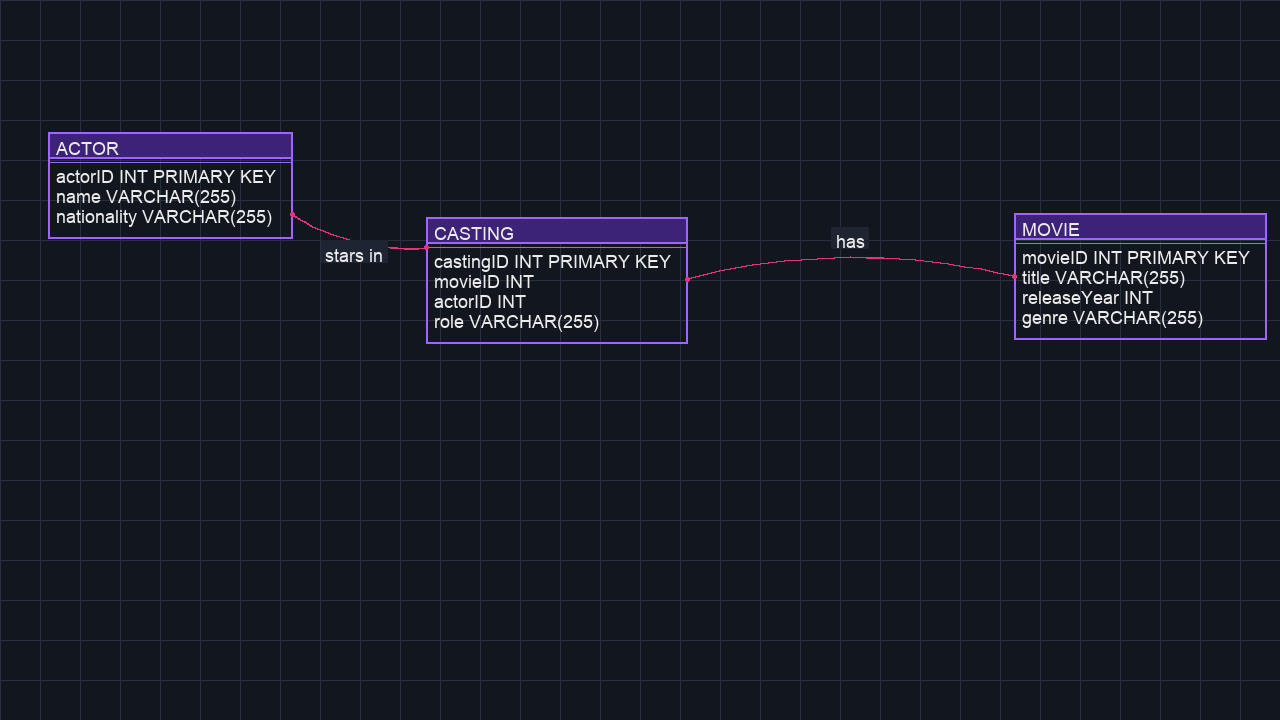 ACTOR
actorID INT PRIMARY KEY
name VARCHAR(255)
nationality VARCHAR(255)
stars in
CASTING
castingID INT PRIMARY KEY
movieID INT
actorID INT
role VARCHAR(255)
has
MOVIE
movieID INT PRIMARY KEY
title VARCHAR(255)
releaseYear INT
genre VARCHAR(255)